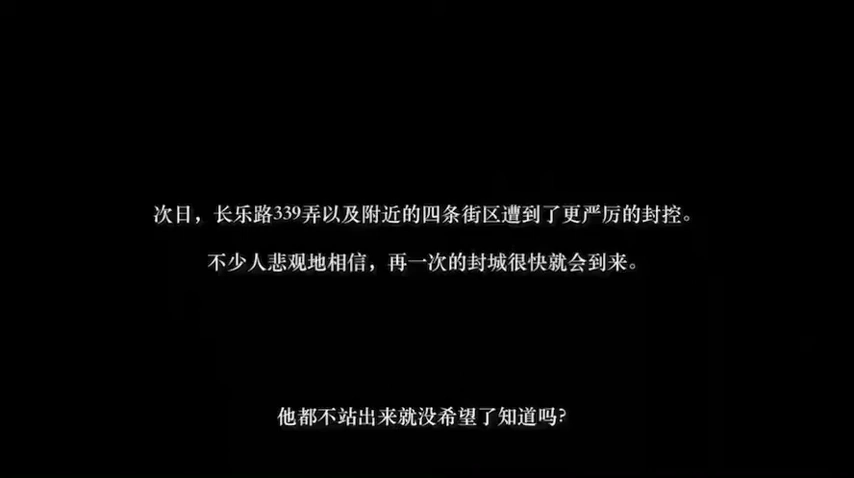 次日，长乐路339弄以及附近的四条街区遭到了更严厉的封控。
不少人悲观地相信，再一次的封城很快就会到来。
他都不站出来就没希望了知道吗?